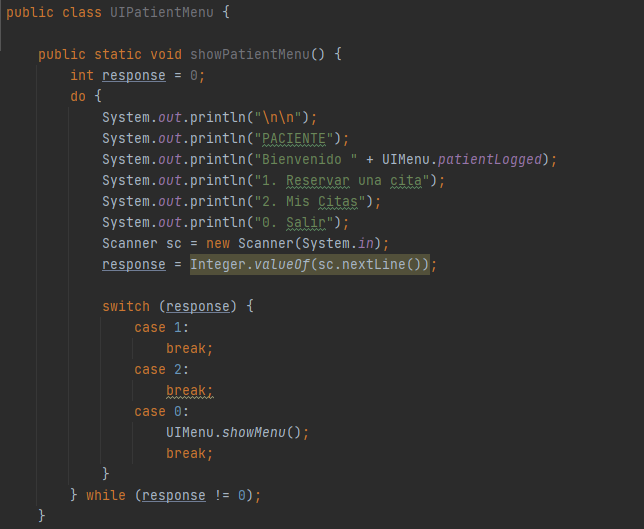 public class UIPatientMenu {
public static void showPatientMenu() {
int response = 0;
do {
System.out.println("\n\n");
System.out.println("PACIENTE");
System.out.println("Bienvenido " + UIMenu.patientLogged);
System.out.println("1. Reservar una cita");
System.out.println("2. Mis Citas");
System.out.println("0. Salir");
Scanner sc = new Scanner(System.in);
response = Integer.valueOf(sc.nextLine());
switch (response) {
case 1:
break;
case 2:
break;
case 0:
UIMenu.showMenu();
break;
}
} while (response != 0);
}